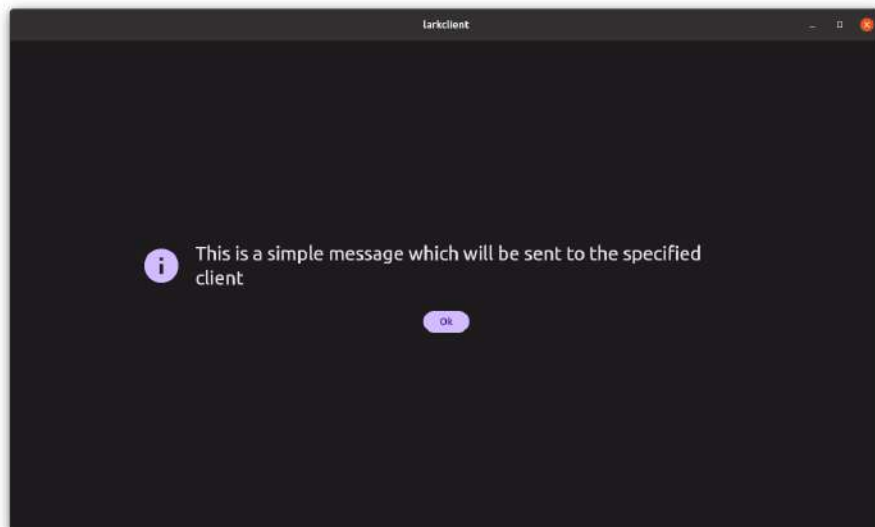 larkclient
This is a simple message which will be sent to the specified
client
Ok